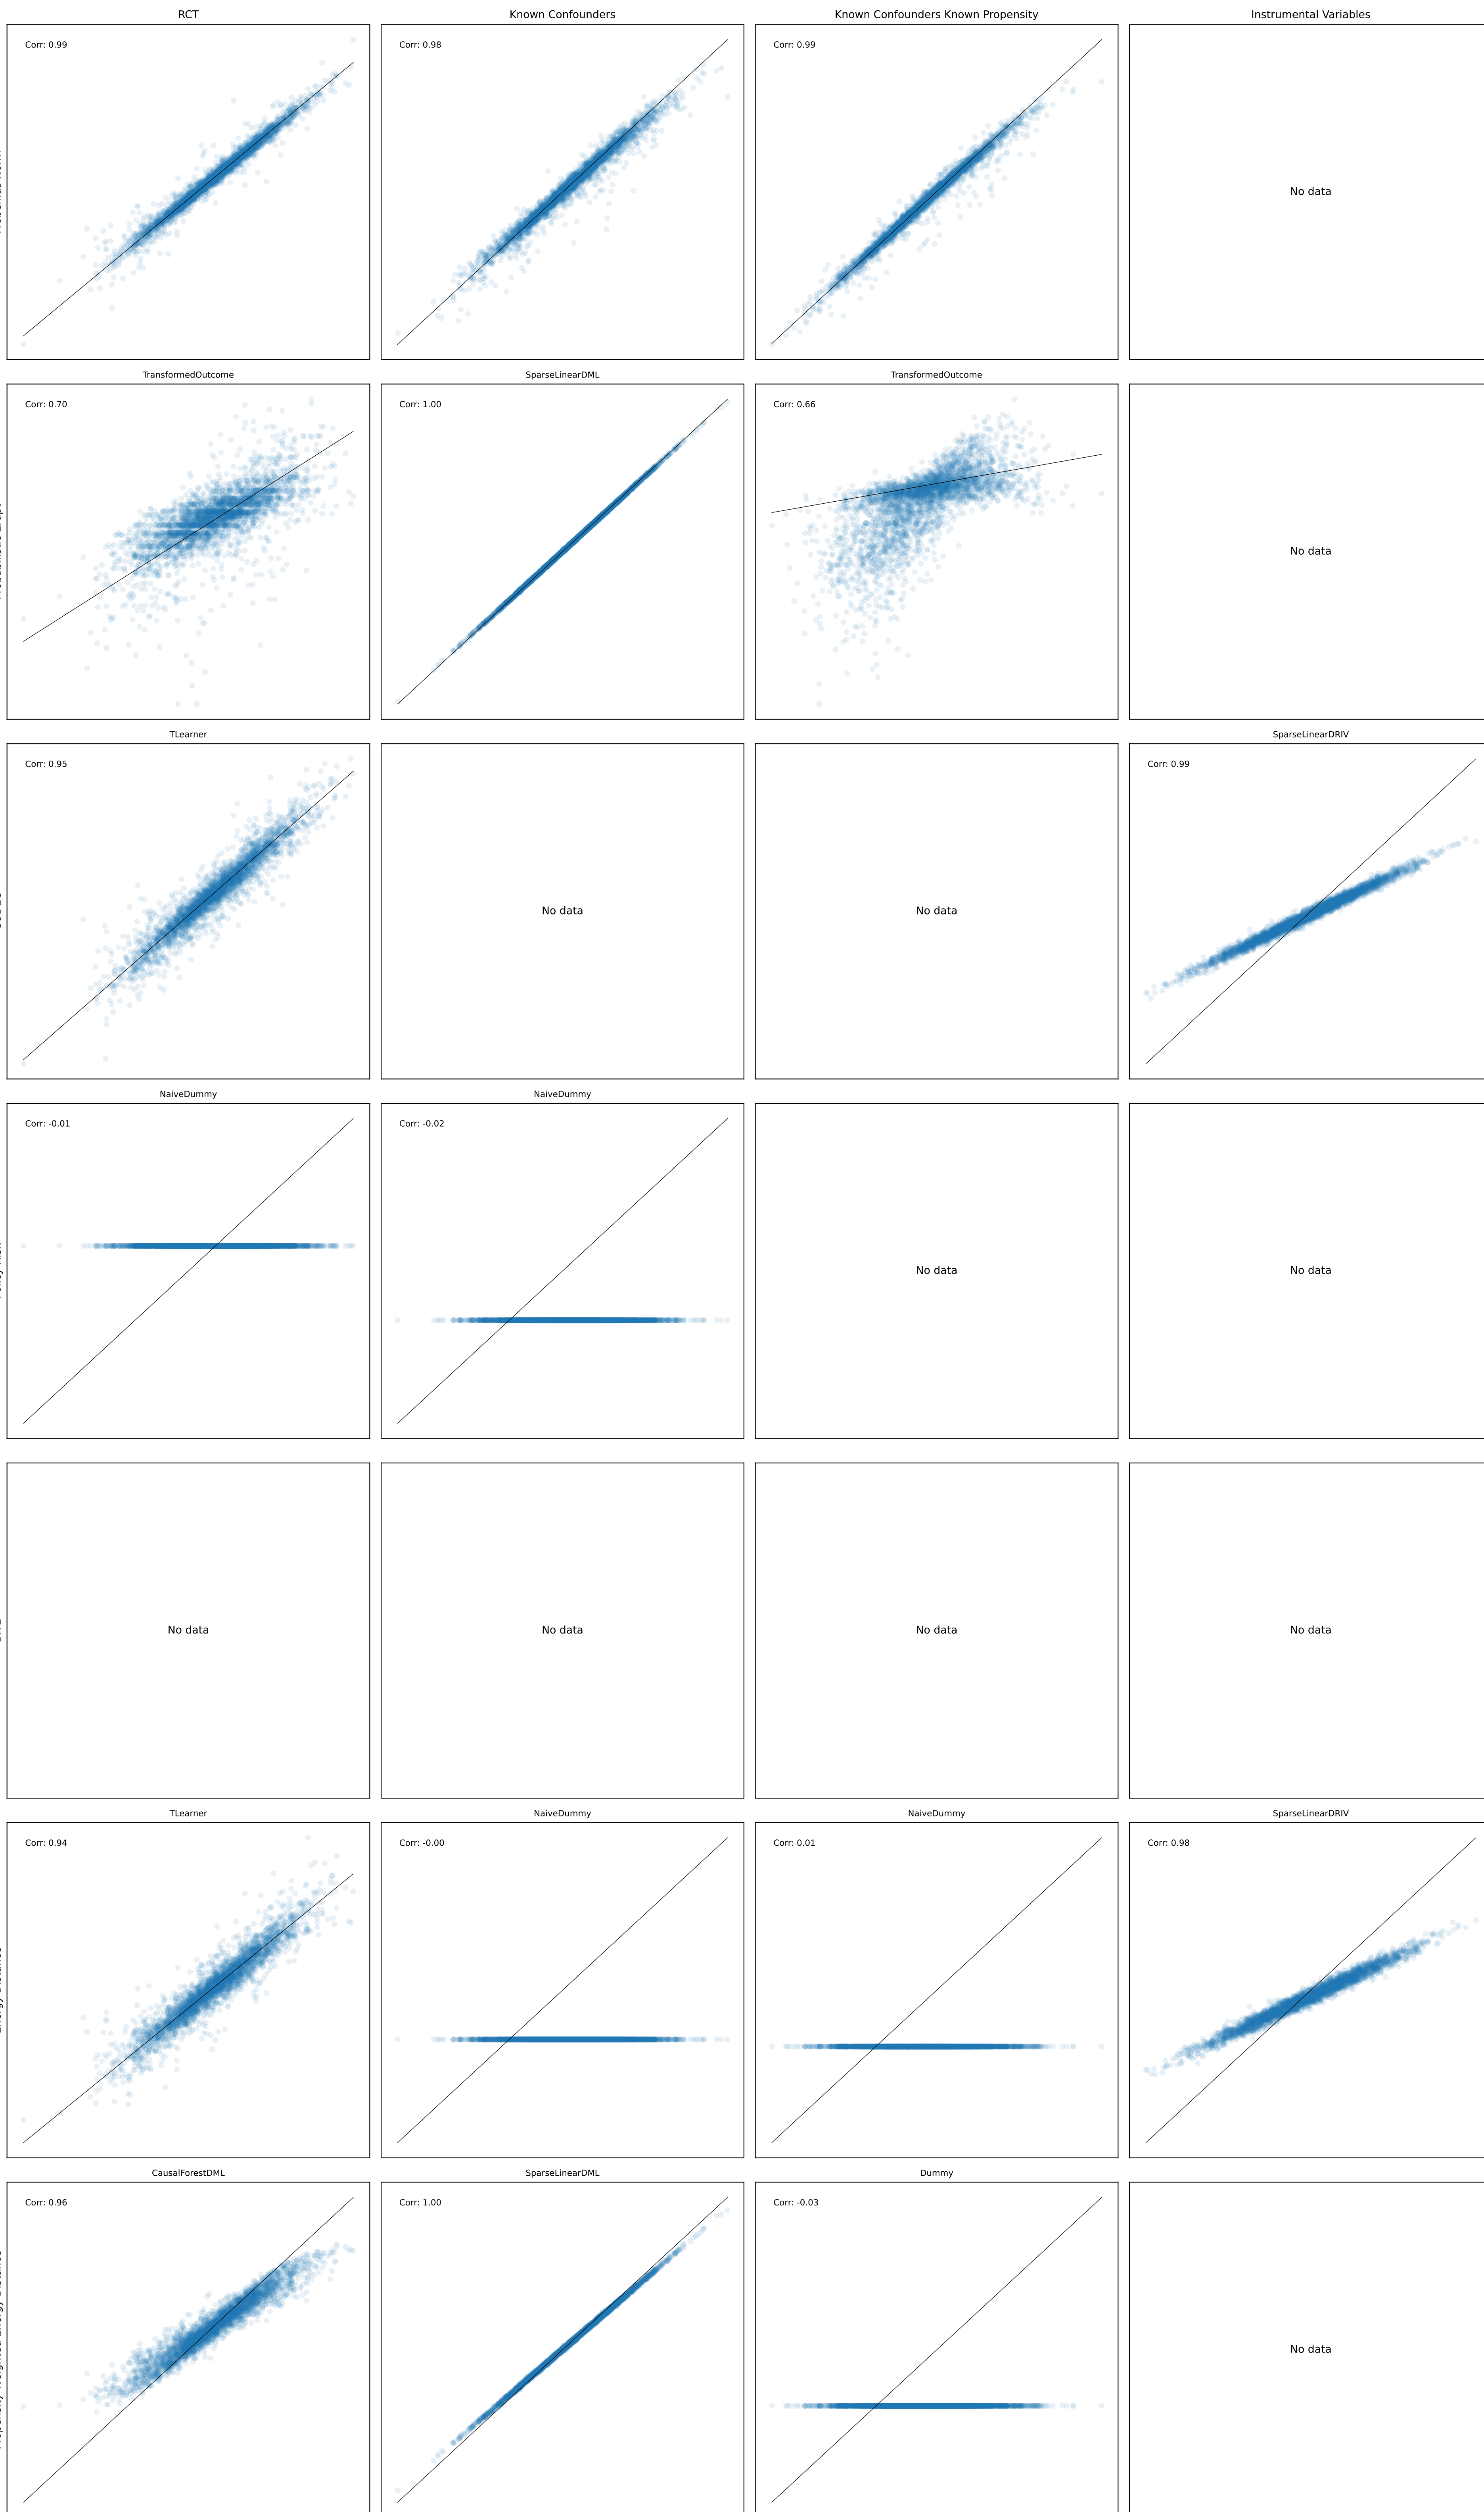 RCT
Known Confounders
Known Confounders Known Propensity
Instrumental Variables
Corr: 0.99
Corr: 0.98
Corr: 0.99
No data
TransformedOutcome
SparseLinearDML
TransformedOutcome
Corr: 0.70
Corr: 1.00
Corr: 0.66
No data
TLearner
SparseLinearDRIV
Corr: 0.95
No data
No data
Corr: 0.99
NaiveDummy
NaiveDummy
Corr: -0.01
Corr: -0.02
No data
No data
No data
No data
No data
No data
TLearner
NaiveDummy
NaiveDummy
SparseLinearDRIV
Corr: 0.94
Corr: -0.00
Corr: 0.01
Corr: 0.98
CausalForestDML
SparseLinearDML
Dummy
Corr: 0.96
Corr: 1.00
Corr: -0.03
No data